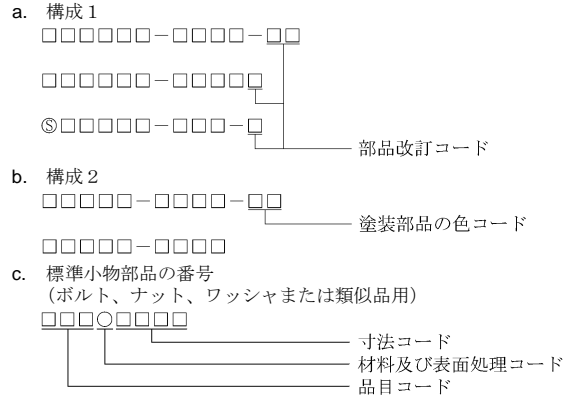 a. 構成1
□□□□□□－□□□□－□□
□□□□□□－□□□□□
Ⓢ□□□□□□－□□□－□
部品改訂コード
b. 構成2
□□□□□－□□□□－□□
塗装部品の色コード
□□□□□－□□□□
c. 標準小物部品の番号
（ボルト、ナット、ワッシャまたは類似品用）
□□□○□□□□
寸法コード
材料及び表面処理コード
品目コード